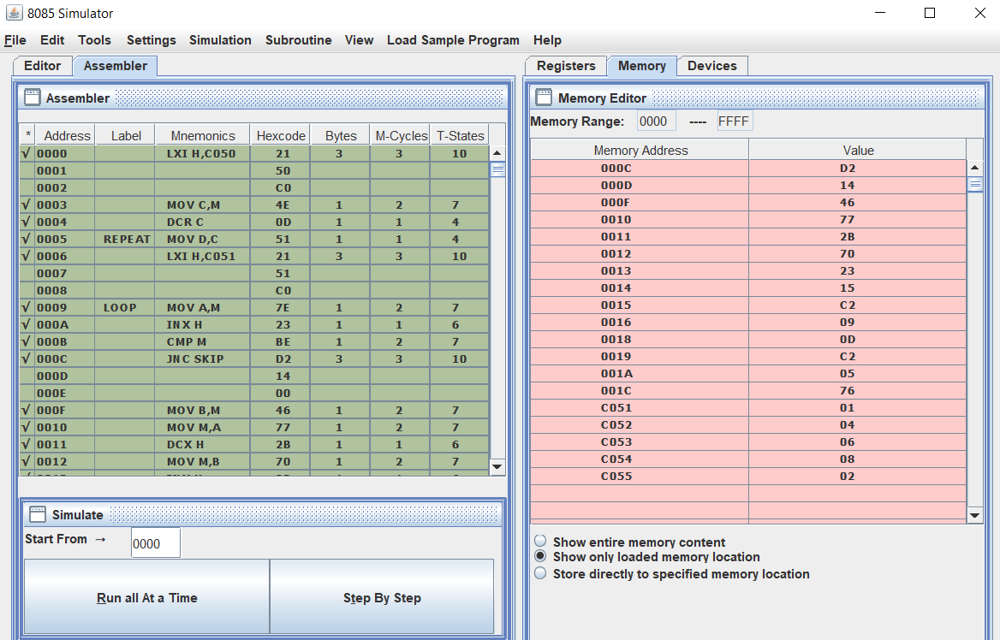 8085 Simulator
File Edit Tools Settings Simulation Subroutine View Load Sample Program Help
Editor Assembler
Assembler
* Address Label Mnemonics Hexcode Bytes M-Cycles T-States
√ 0000 LXI H,C050 21 3 3 10
0001 50
0002 C0
√ 0003 MOV C,M 4E 1 2 7
√ 0004 DCR C 0D 1 1 4
√ 0005 REPEAT MOV D,C 51 1 1 4
√ 0006 LXI H,C051 21 3 3 10
0007 51
0008 C0
√ 0009 LOOP MOV A,M 7E 1 2 7
√ 000A INX H 23 1 1 6
√ 000B CMP M BE 1 2 7
√ 000C JNC SKIP D2 3 3 10
000D 14
000E 00
√ 000F MOV B,M 46 1 2 7
√ 0010 MOV M,A 77 1 2 7
√ 0011 DCX H 2B 1 1 6
√ 0012 MOV M,B 70 1 2 7
Simulate
Start From →
0000
Run all At a Time Step By Step
Registers Memory Devices
Memory Editor
Memory Range: 0000 ---- FFFF
Memory Address Value
000C D2
000D 14
000F 46
0010 77
0011 2B
0012 70
0013 23
0014 15
0015 C2
0016 09
0018 0D
0019 C2
001A 05
001C 76
C051 01
C052 04
C053 06
C054 08
C055 02
Show entire memory content
Show only loaded memory location
Store directly to specified memory location